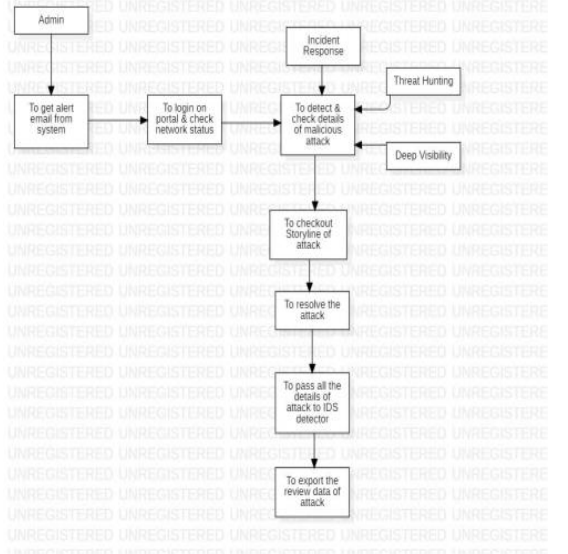 Admin
Incident
Response
Threat Hunting
To get alert
email from
system
To login on
portal & check
network status
To detect &
check details
of malicious
attack
Deep Visibility
To checkout
Storyline of
attack
To resolve the
attack
To pass all the
details of
attack to IDS
detector
To export the
review data of
attack
UNREGISTERED